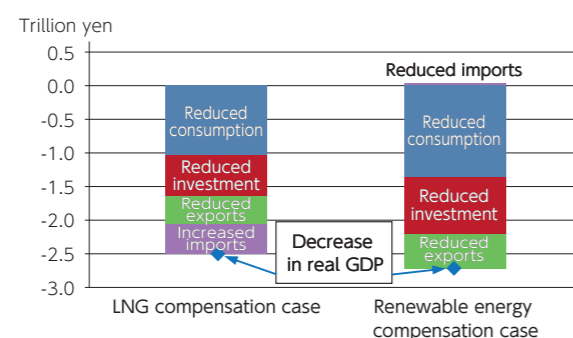 Trillion yen
0.5
0.0
-0.5
-1.0
-1.5
-2.0
-2.5
-3.0
Reduced
consumption
Reduced
investment
Reduced
exports
Increased
imports
Decrease
in real GDP
Reduced imports
Reduced
consumption
Reduced
investment
Reduced
exports
LNG compensation case
Renewable energy
compensation case